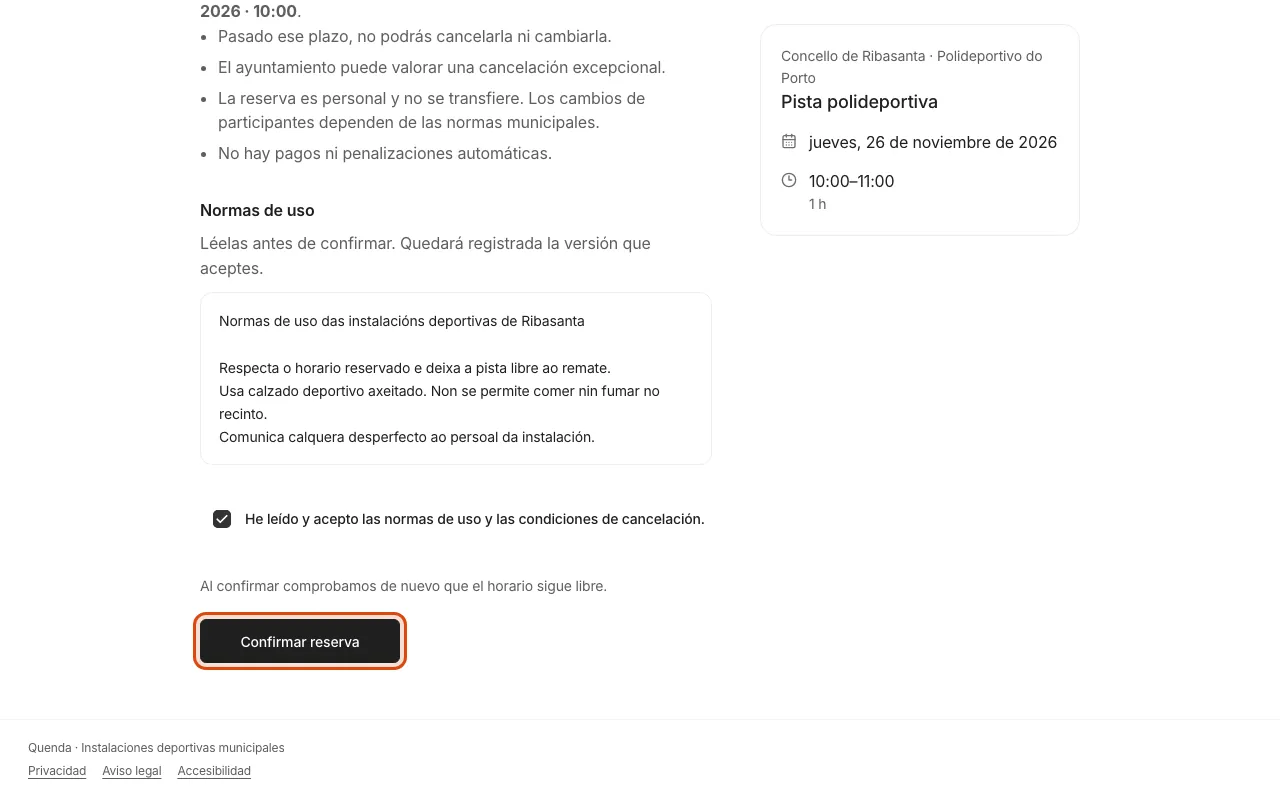 2026 · 10:00.
Pasado ese plazo, no podrás cancelarla ni cambiarla.
El ayuntamiento puede valorar una cancelación excepcional.
La reserva es personal y no se transfiere. Los cambios de
participantes dependen de las normas municipales.
No hay pagos ni penalizaciones automáticas.
Normas de uso
Léelas antes de confirmar. Quedará registrada la versión que
aceptes.
Normas de uso das instalacións deportivas de Ribasanta
Respecta o horario reservado e deixa a pista libre ao remate.
Usa calzado deportivo axeitado. Non se permite comer nin fumar no
recinto.
Comunica calquera desperfecto ao persoal da instalación.
He leído y acepto las normas de uso y las condiciones de cancelación.
Al confirmar comprobamos de nuevo que el horario sigue libre.
Confirmar reserva
Concello de Ribasanta · Polideportivo do
Porto
Pista polideportiva
jueves, 26 de noviembre de 2026
10:00–11:00
1 h
Quenda · Instalaciones deportivas municipales
Privacidad Aviso legal Accesibilidad